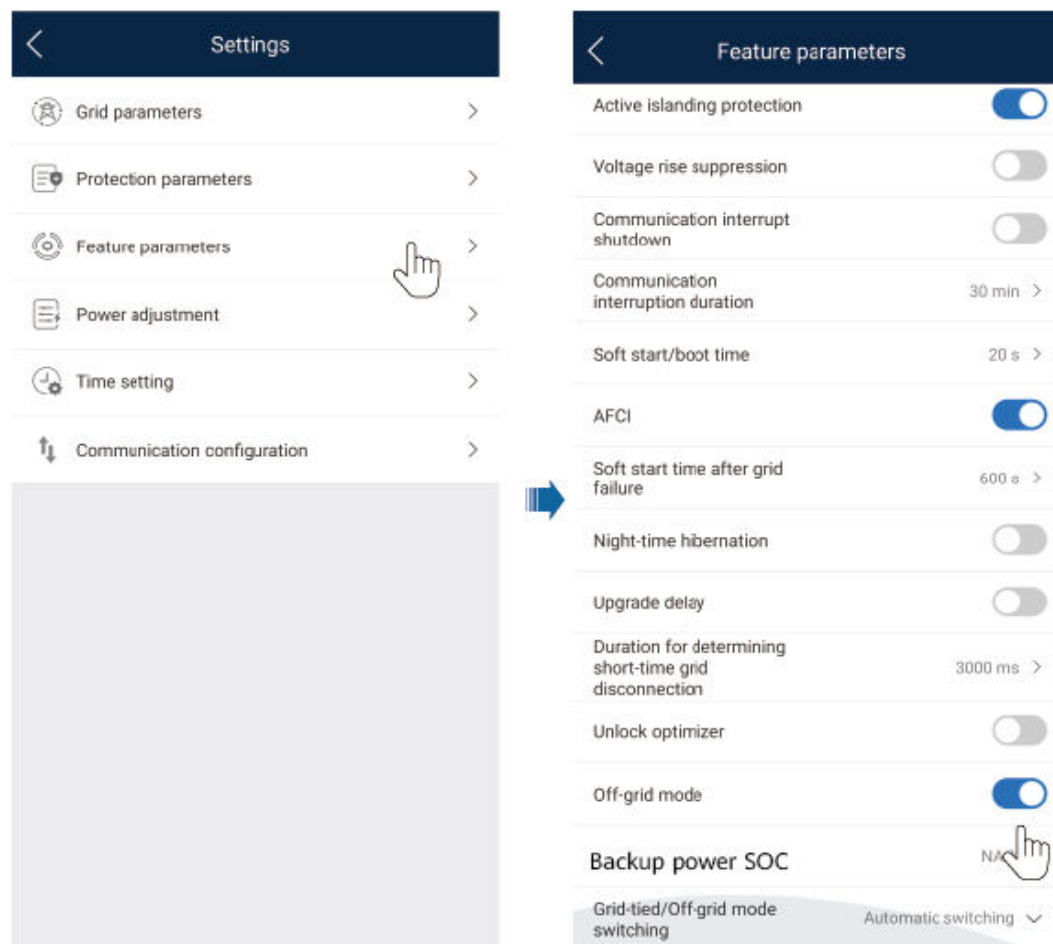 Settings
Grid parameters
Protection parameters
Feature parameters
Power adjustment
Time setting
Communication configuration
Feature parameters
Active islanding protection
Voltage rise suppression
Communication interrupt
shutdown
Communication
interruption duration
30 min
Soft start/boot time
20 s
AFCI
Soft start time after grid
failure
600 s
Night-time hibernation
Upgrade delay
Duration for determining
short-time grid
disconnection
3000 ms
Unlock optimizer
Off-grid mode
Backup power SOC
Grid-tied/Off-grid mode
switching
Automatic switching